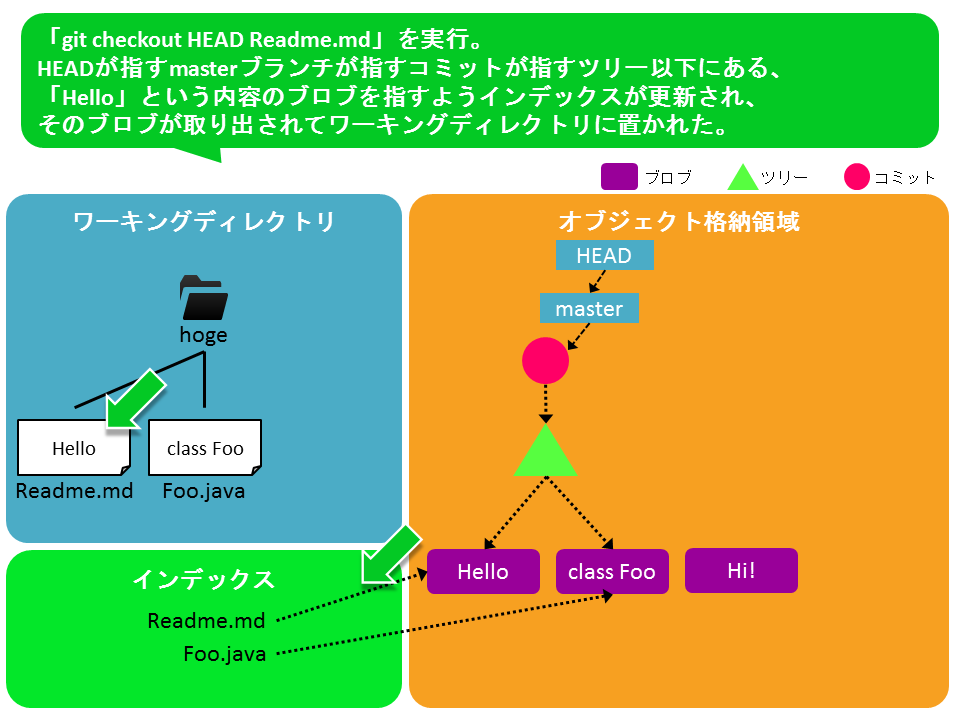 「git checkout HEAD Readme.md」を実行。
HEADが指すmasterブランチが指すコミットが指すツリー以下にある、
「Hello」という内容のブロブを指すようインデックスが更新され、
そのブロブが取り出されてワーキングディレクトリに置かれた。
ブロブ
ツリー
コミット
ワーキングディレクトリ
hoge
Hello
class Foo
Readme.md
Foo.java
オブジェクト格納領域
HEAD
master
Hello
class Foo
Hi!
インデックス
Readme.md
Foo.java